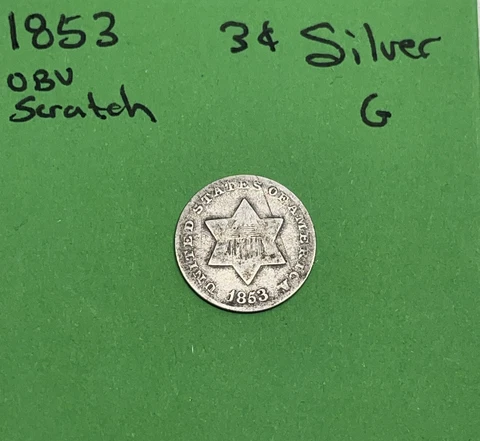 1853 3¢ Silver
OBV
Scratch G
UNITED STATES OF AMERICA
1853